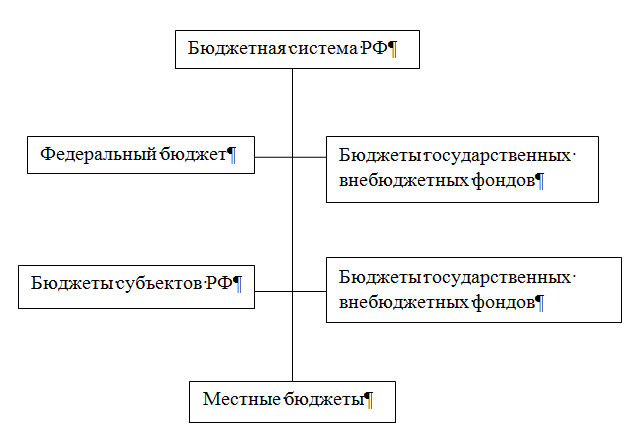 Бюджетная система РФ¶
Федеральный бюджет¶
Бюджеты государственных
внебюджетных фондов¶
Бюджеты субъектов РФ¶
Бюджеты государственных
внебюджетных фондов¶
Местные бюджеты¶